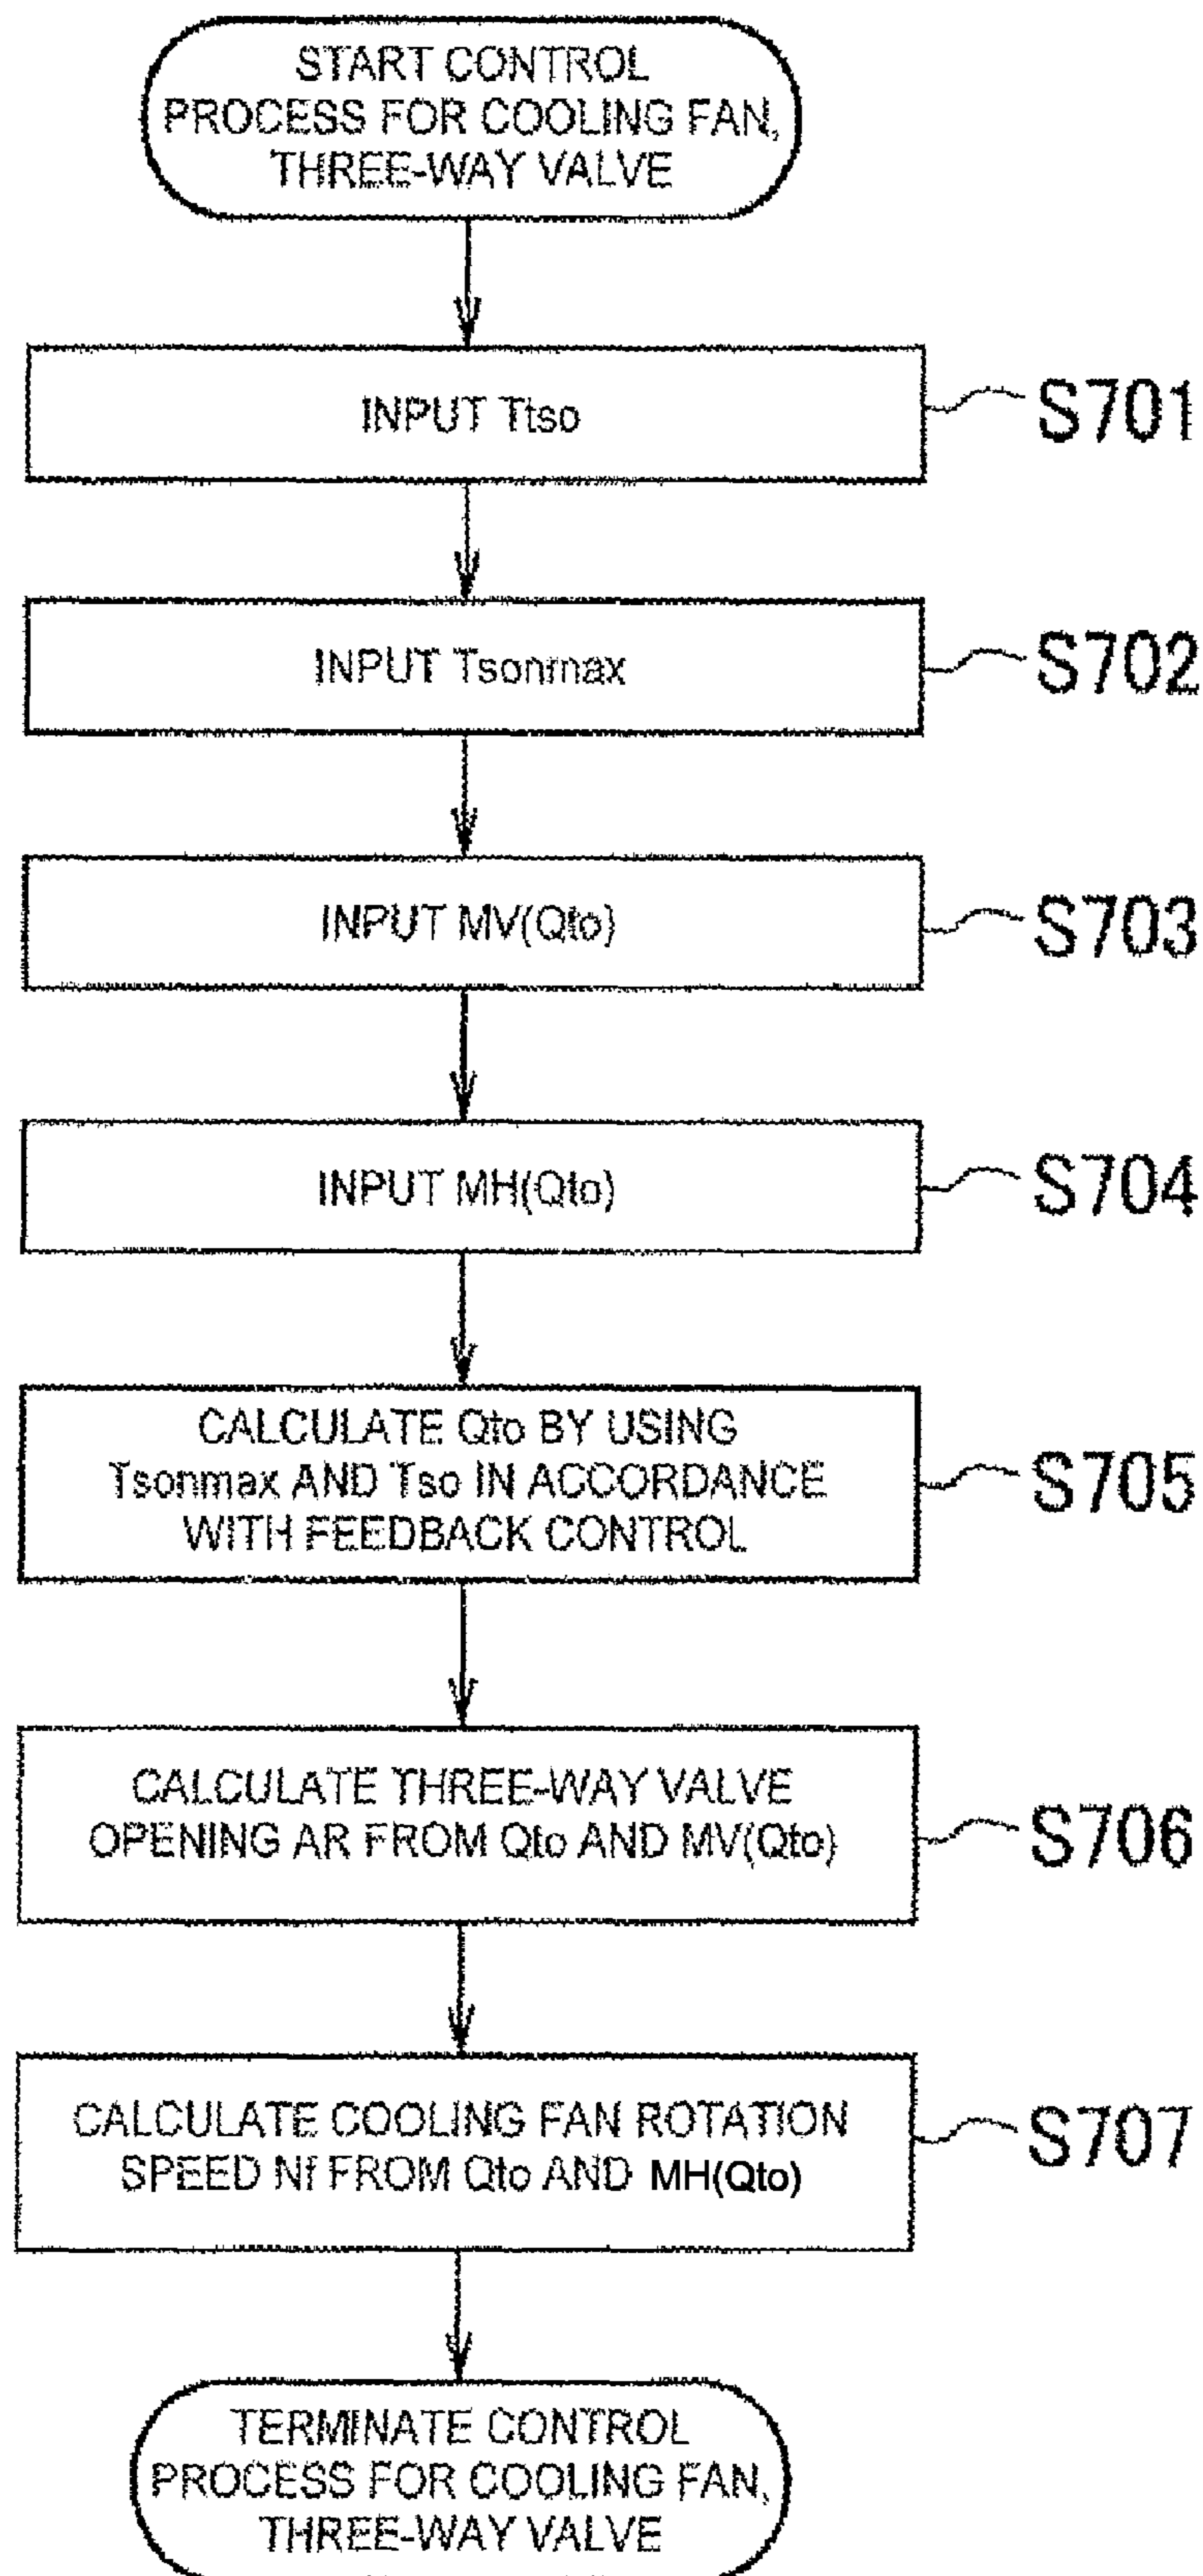 START CONTROL
PROCESS FOR COOLING FAN,
THREE-WAY VALVE
INPUT Ttso
S701
INPUT Tsonmax
S702
INPUT MV(Qto)
S703
INPUT MH(Qto)
S704
CALCULATE Qto BY USING
Tsonmax AND Tso IN ACCORDANCE
WITH FEEDBACK CONTROL
S705
CALCULATE THREE-WAY VALVE
OPENING AR FROM Qto AND MV(Qto)
S706
CALCULATE COOLING FAN ROTATION
SPEED Nf FROM Qto AND MH(Qto)
S707
TERMINATE CONTROL
PROCESS FOR COOLING FAN,
THREE-WAY VALVE